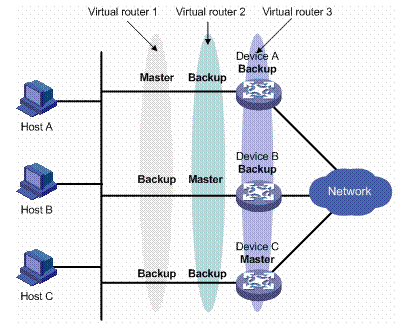 Virtual router 1 Virtual router 2 Virtual router 3
Device A
Master Backup Backup
Host A
Device B
Backup
Backup Master
Network
Host B
Device C
Master
Backup Backup
Host C